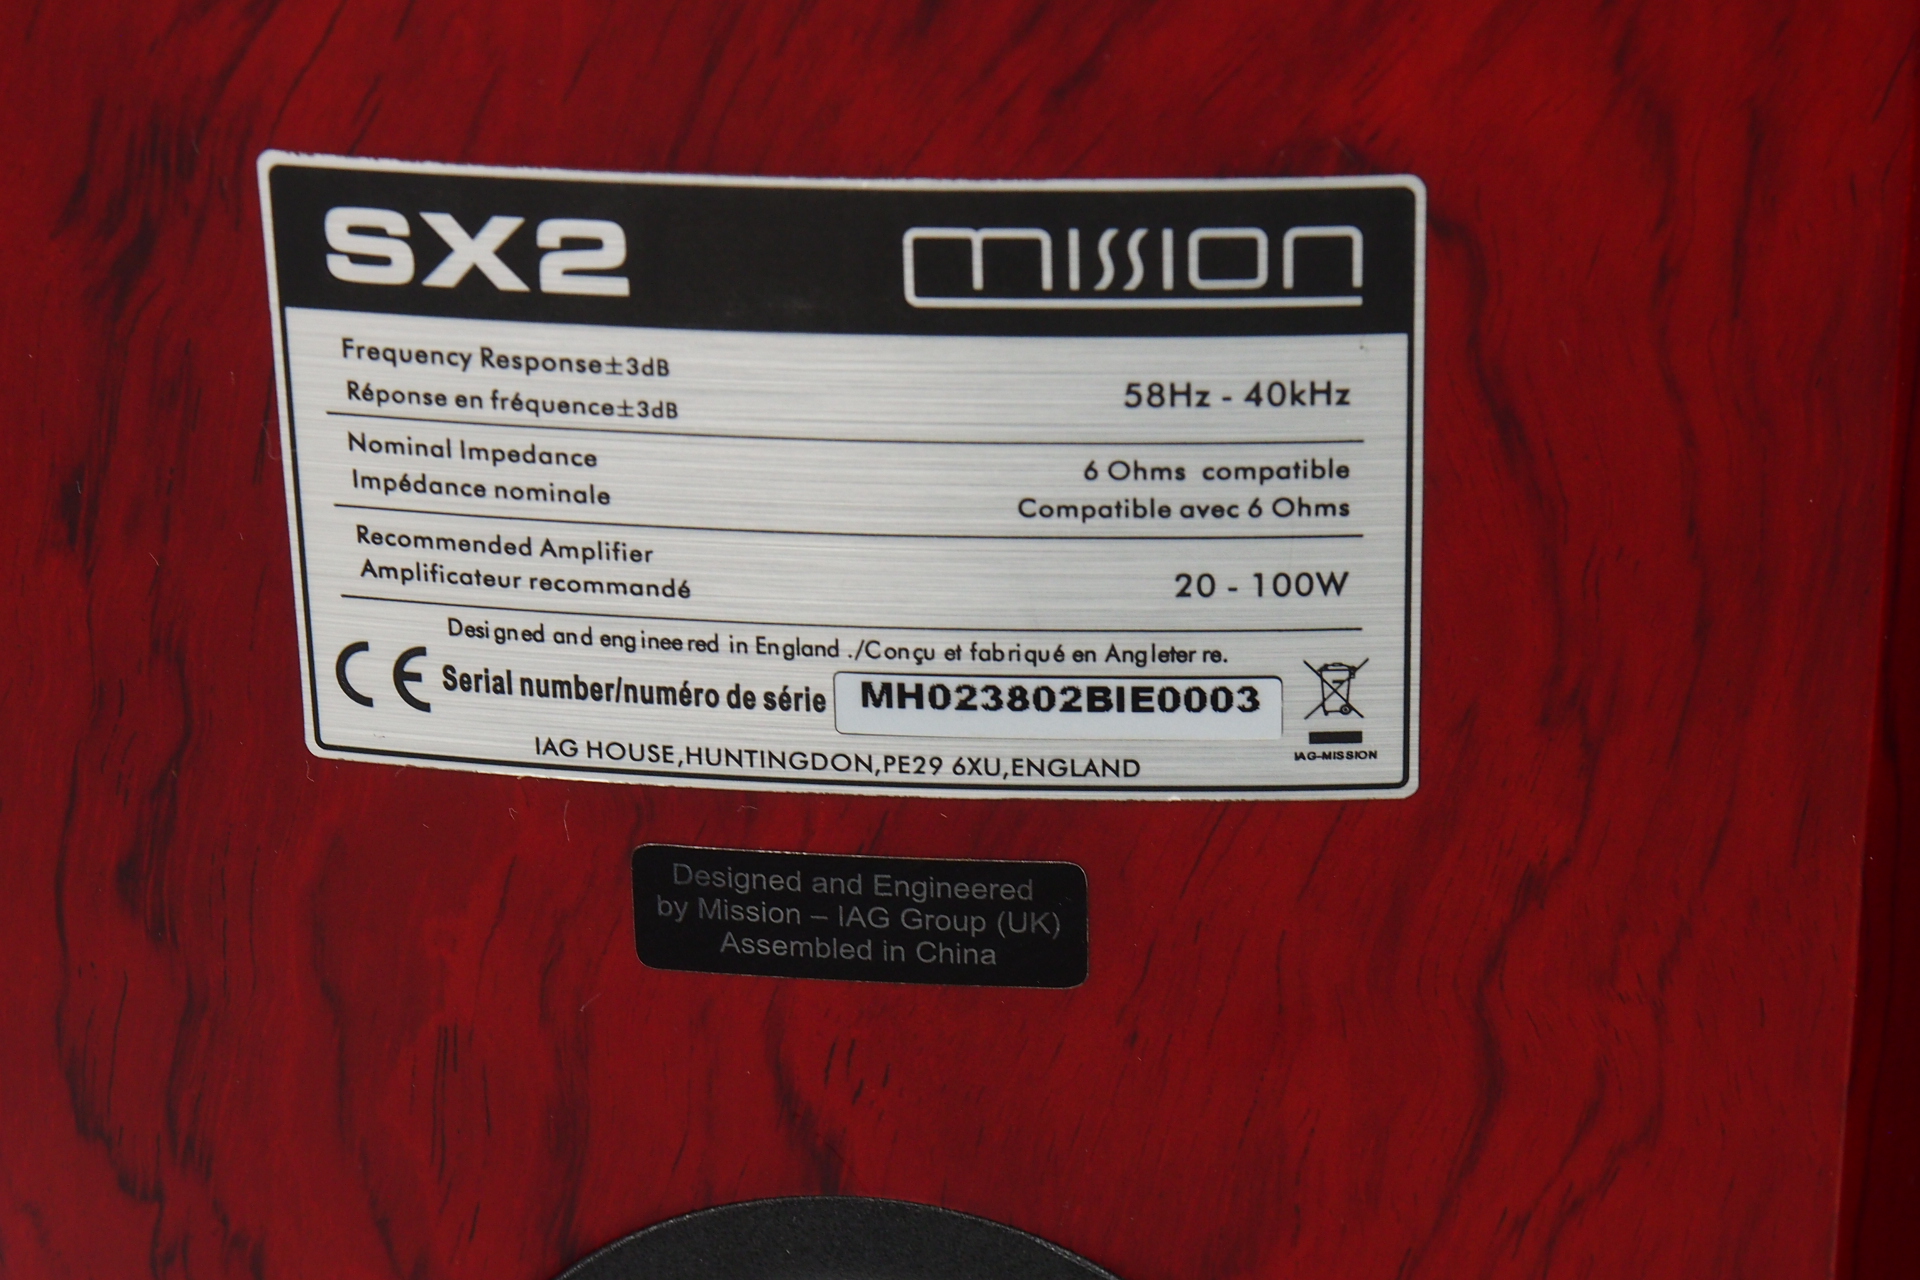 SX2 mission
Frequency Response±3dB
Réponse en fréquence±3dB
58Hz - 40kHz
Nominal Impedance
Impédance nominale
6 Ohms compatible
Compatible avec 6 Ohms
Recommended Amplifier
Amplificateur recommandé
20 - 100W
Designed and engineered in England ./Conçu et fabriqué en Angleterre.
CE Serial number/numéro de série MH023802BIE0003
IAG-MISSION
IAG HOUSE,HUNTINGDON,PE29 6XU,ENGLAND
Designed and Engineered
by Mission – IAG Group (UK)
Assembled in China